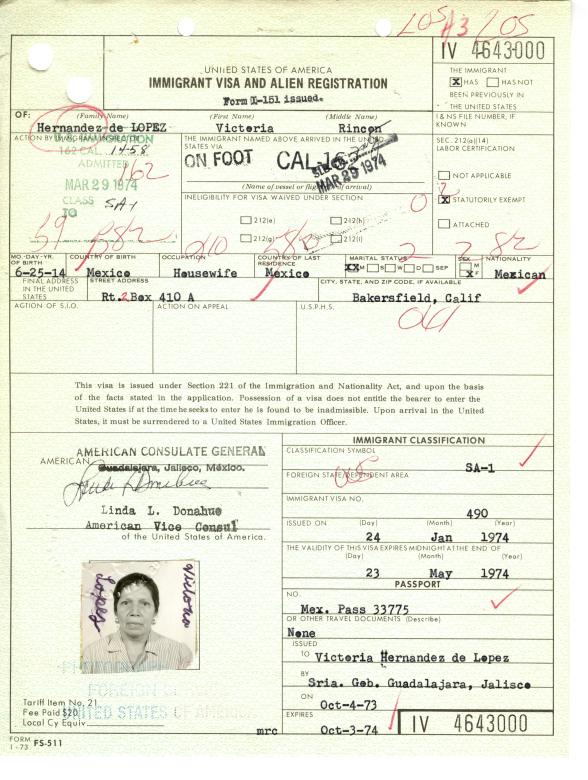 LOS H3 LOS
IV 4643000
UNITED STATES OF AMERICA
IMMIGRANT VISA AND ALIEN REGISTRATION
Form I-151 issued.
THE IMMIGRANT
X HAS HAS NOT
BEEN PREVIOUSLY IN
THE UNITED STATES
I & NS FILE NUMBER, IF
KNOWN
OF: (Family Name) (First Name) (Middle Name)
Hernandez de LOPEZ Victoria Rincon
ACTION BY IMMIGRATION INSPECTOR
162 CAL. 1458
ADMITTED
162
MAR 29 1974
CLASS SA1
TO
THE IMMIGRANT NAMED ABOVE ARRIVED IN THE UNITED
STATES VIA
ON FOOT CAL
MAR 29 1974
(Name of vessel or flight no. of arrival)
INELIGIBILITY FOR VISA WAIVED UNDER SECTION
212(e) 212(h)
212(g) 212(i)
SEC. 212(a)(14)
LABOR CERTIFICATION
NOT APPLICABLE
X STATUTORILY EXEMPT
ATTACHED
MO.-DAY-YR. OF BIRTH COUNTRY OF BIRTH OCCUPATION COUNTRY OF LAST RESIDENCE MARITAL STATUS SEX NATIONALITY
6-25-14 Mexico Housewife Mexico XX M S W D SEP M X F Mexican
FINAL ADDRESS IN THE UNITED STATES STREET ADDRESS CITY, STATE, AND ZIP CODE, IF AVAILABLE
Rt.2 Box 410 A Bakersfield, Calif
ACTION OF S.I.O. ACTION ON APPEAL U.S.P.H.S.
This visa is issued under Section 221 of the Immigration and Nationality Act, and upon the basis
of the facts stated in the application. Possession of a visa does not entitle the bearer to enter the
United States if at the time he seeks to enter he is found to be inadmissible. Upon arrival in the United
States, it must be surrendered to a United States Immigration Officer.
AMERICAN CONSULATE GENERAL
AMERICAN
Guadalajara, Jalisco, México.
Linda L. Donahue
Linda L. Donahue
American Vice Consul
of the United States of America.
Victoria
Lopez
PHOTOGRAPH
FOREIGN SERVICE
UNITED STATES OF AMERICA
Tariff Item No. 21
Fee Paid $20
Local Cy Equiv.
mrc
FORM
1-73 FS-511
IMMIGRANT CLASSIFICATION
CLASSIFICATION SYMBOL
SA-1
FOREIGN STATE/DEPENDENT AREA
IMMIGRANT VISA NO.
490
ISSUED ON (Day) (Month) (Year)
24 Jan 1974
THE VALIDITY OF THIS VISA EXPIRES MIDNIGHT AT THE END OF
(Day) (Month) (Year)
23 May 1974
PASSPORT
NO.
Mex. Pass 33775
OR OTHER TRAVEL DOCUMENTS (Describe)
None
ISSUED
TO Victoria Hernandez de Lopez
BY
Sria. Gob. Guadalajara, Jalisco
ON
Oct-4-73
EXPIRES
Oct-3-74
IV 4643000